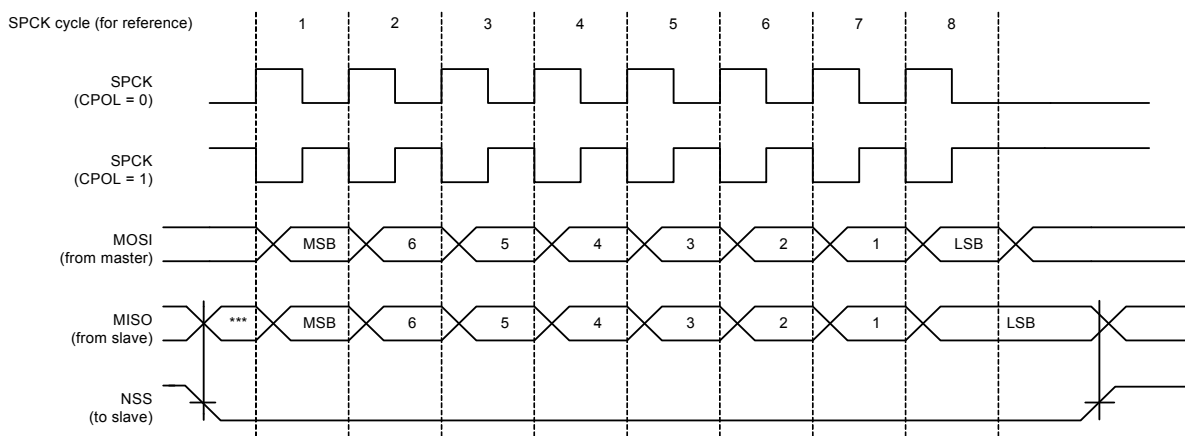 SPCK cycle (for reference) 1 2 3 4 5 6 7 8
SPCK
(CPOL = 0)
SPCK
(CPOL = 1)
MOSI
(from master)
MSB 6 5 4 3 2 1 LSB
MISO
(from slave)
*** MSB 6 5 4 3 2 1 LSB
NSS
(to slave)